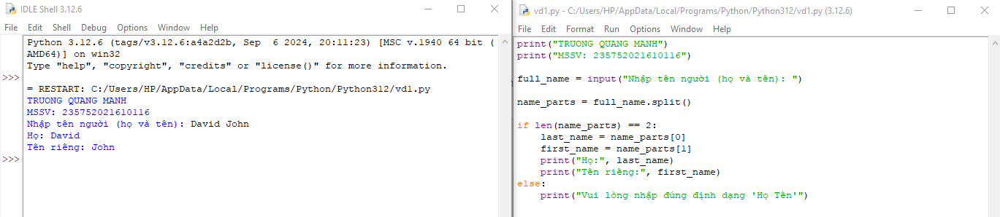 IDLE Shell 3.12.6
File Edit Shell Debug Options Window Help
Python 3.12.6 (tags/v3.12.6:a4a2d2b, Sep  6 2024, 20:11:23) [MSC v.1940 64 bit (
AMD64)] on win32
Type "help", "copyright", "credits" or "license()" for more information.
>>>
= RESTART: C:/Users/HP/AppData/Local/Programs/Python/Python312/vd1.py
TRUONG QUANG MANH
MSSV: 235752021610116
Nhập tên người (họ và tên): David John
Họ: David
Tên riêng: John
>>>
vd1.py - C:/Users/HP/AppData/Local/Programs/Python/Python312/vd1.py (3.12.6)
File Edit Format Run Options Window Help
print("TRUONG QUANG MANH")
print("MSSV: 235752021610116")
full_name = input("Nhập tên người (họ và tên): ")
name_parts = full_name.split()
if len(name_parts) == 2:
    last_name = name_parts[0]
    first_name = name_parts[1]
    print("Họ:", last_name)
    print("Tên riêng:", first_name)
else:
    print("Vui lòng nhập đúng định dạng 'Họ Tên'")